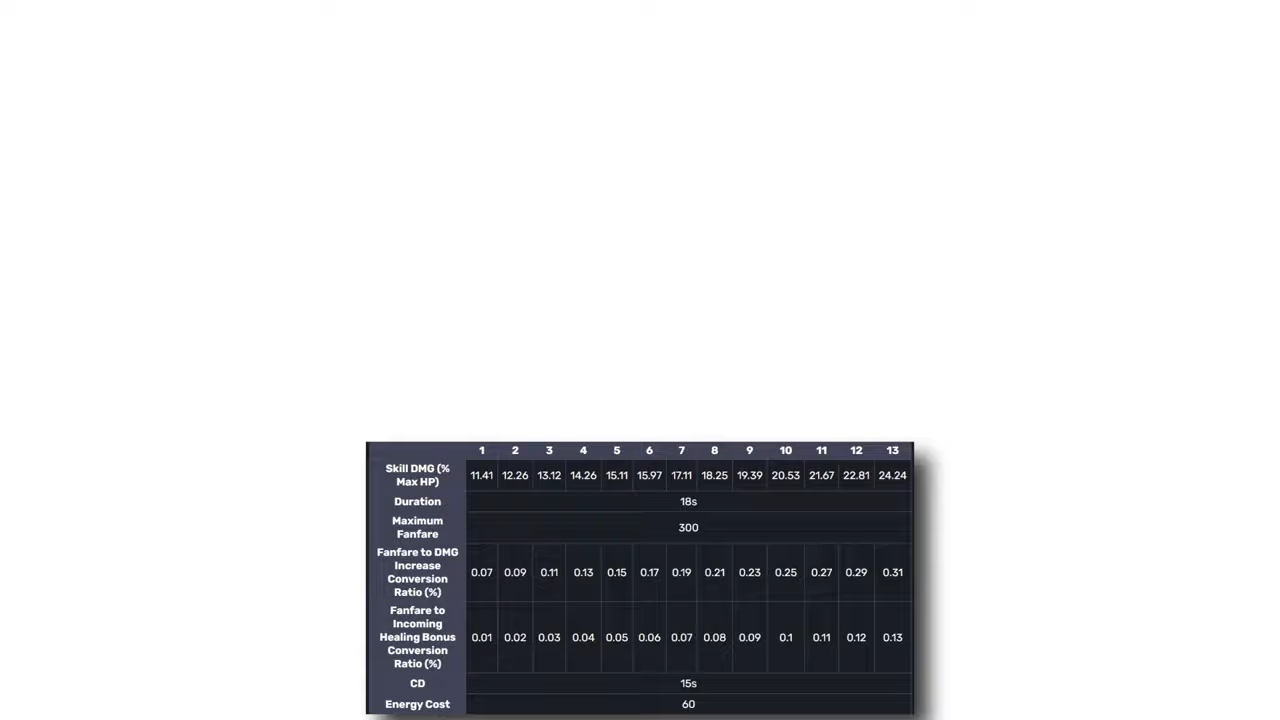 1 2 3 4 5 6 7 8 9 10 11 12 13
Skill DMG (%
Max HP)
11.41 12.26 13.12 14.26 15.11 15.97 17.11 18.25 19.39 20.53 21.67 22.81 24.24
Duration 18s
Maximum
Fanfare
300
Fanfare to DMG
Increase
Conversion
Ratio (%)
0.07 0.09 0.11 0.13 0.15 0.17 0.19 0.21 0.23 0.25 0.27 0.29 0.31
Fanfare to
Incoming
Healing Bonus
Conversion
Ratio (%)
0.01 0.02 0.03 0.04 0.05 0.06 0.07 0.08 0.09 0.1 0.11 0.12 0.13
CD 15s
Energy Cost 60